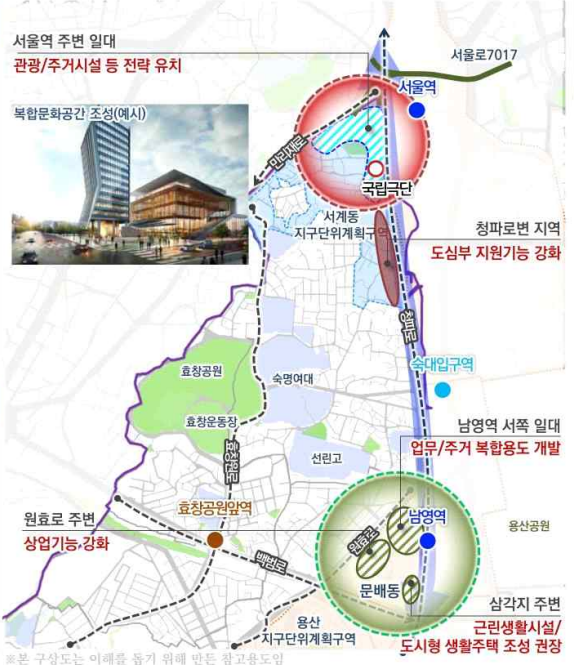 서울역 주변 일대
관광/주거시설 등 전략 유치
서울로7017
서울역
복합문화공간 조성(예시)
만리재로
국립극단
서계동
지구단위계획구역
청파로변 지역
도심부 지원기능 강화
청파로
숙대입구역
효창공원
숙명여대
효창운동장
남영역 서쪽 일대
업무/주거 복합용도 개발
선린고
효창원로
원효로 주변
상업기능 강화
효창공원앞역
원효로
남영역
용산공원
백범로
문배동
삼각지 주변
근린생활시설/
도시형 생활주택 조성 권장
용산
지구단위계획구역
※본 구상도는 이해를 돕기 위해 만든 참고용도임